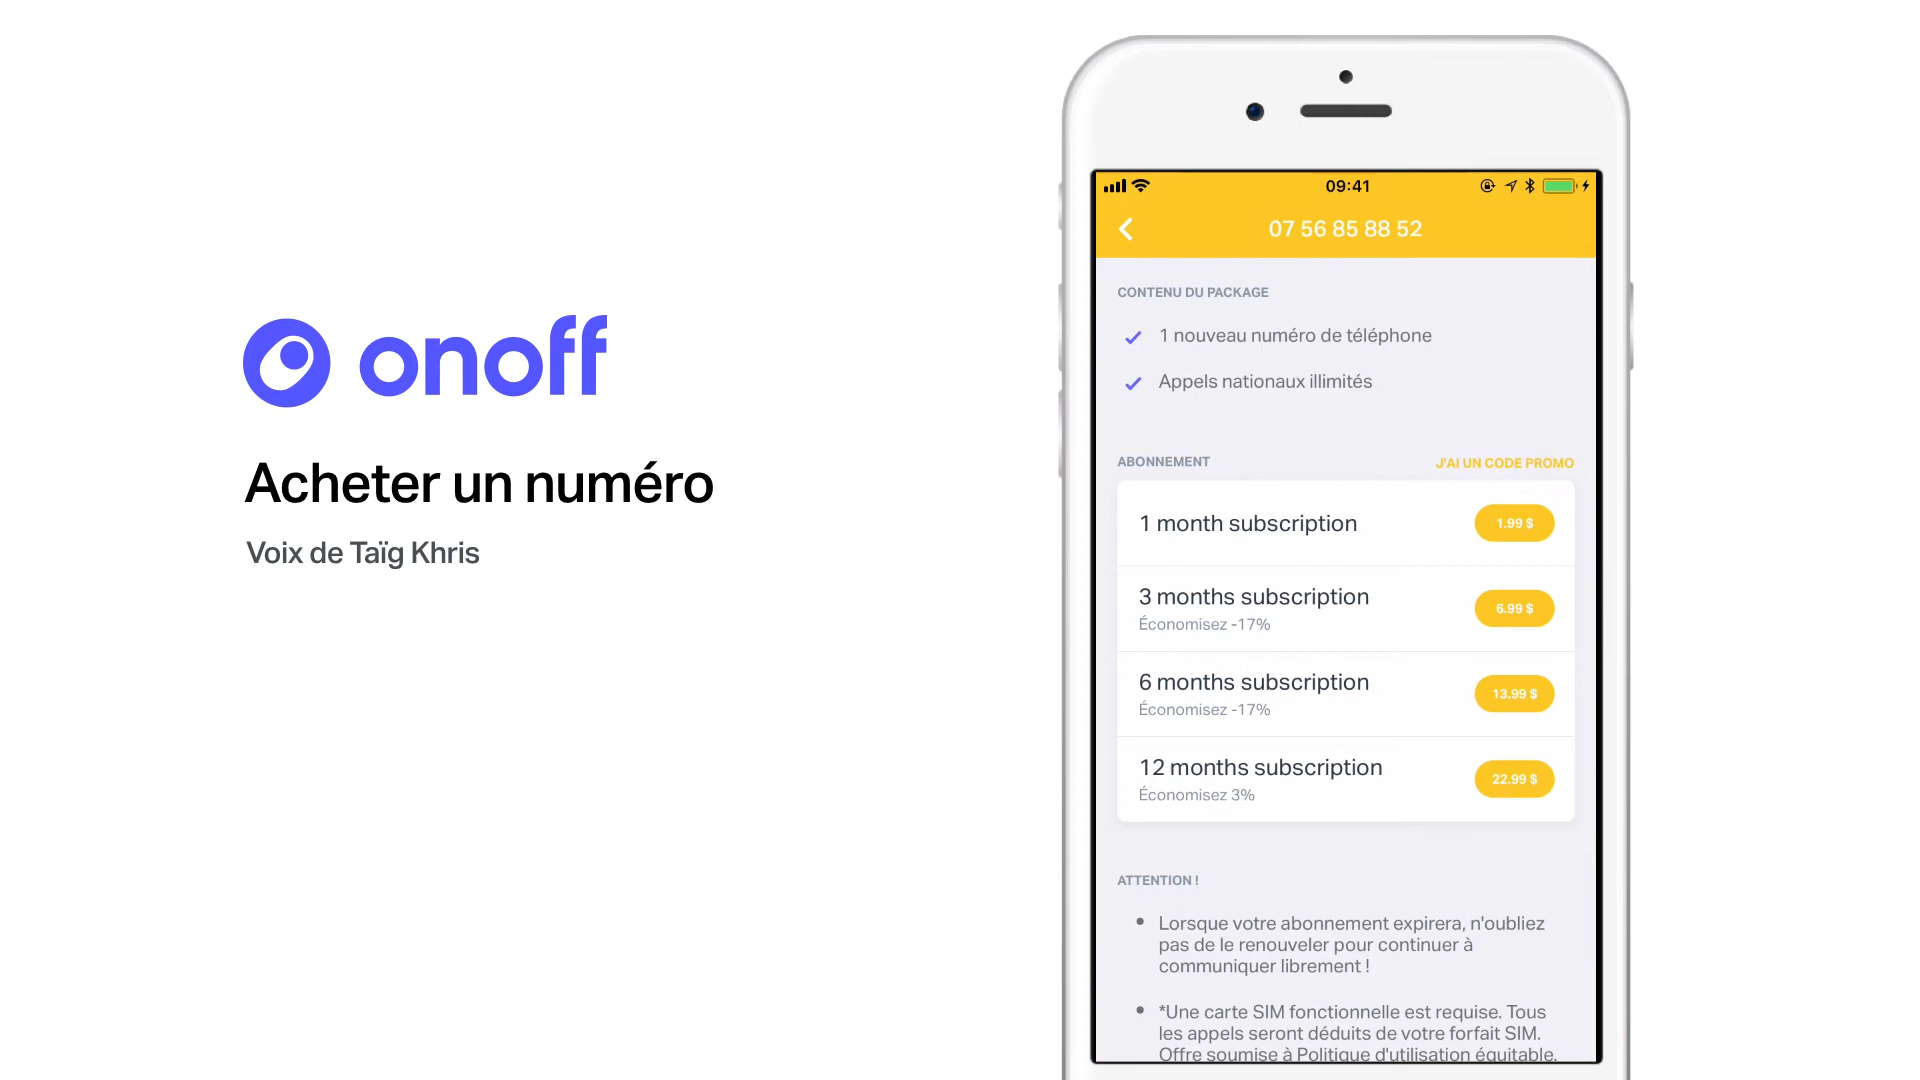 onoff
Acheter un numéro
Voix de Taïg Khris
09:41
07 56 85 88 52
CONTENU DU PACKAGE
1 nouveau numéro de téléphone
Appels nationaux illimités
ABONNEMENT
J'AI UN CODE PROMO
1 month subscription
1.99 $
3 months subscription
Économisez -17%
6.99 $
6 months subscription
Économisez -17%
13.99 $
12 months subscription
Économisez 3%
22.99 $
ATTENTION !
Lorsque votre abonnement expirera, n'oubliez
pas de le renouveler pour continuer à
communiquer librement !
*Une carte SIM fonctionnelle est requise. Tous
les appels seront déduits de votre forfait SIM.
Offre soumise à Politique d'utilisation équitable.